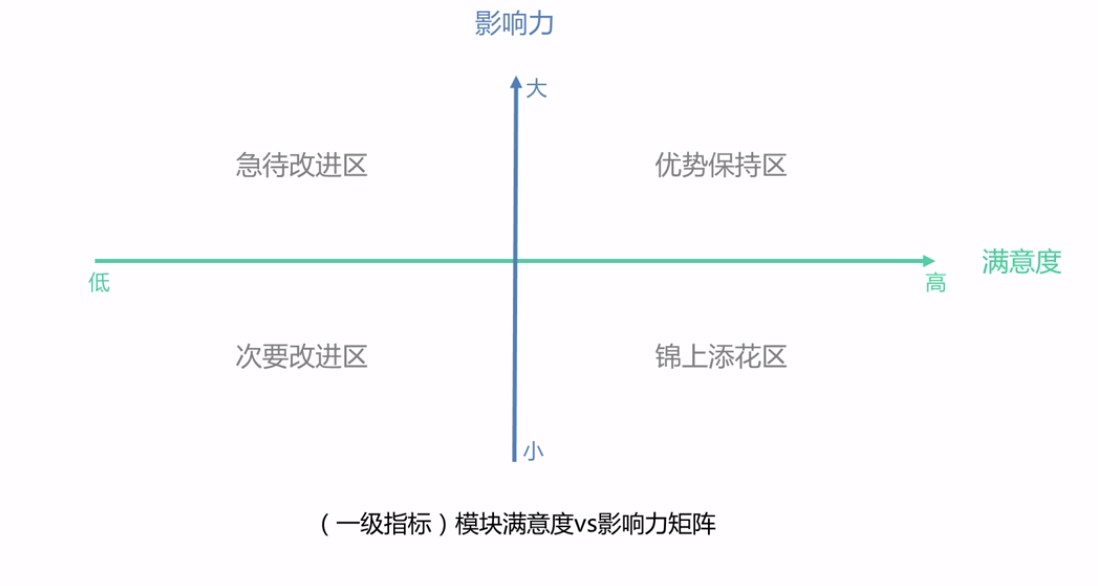 影响力
大
急待改进区
优势保持区
满意度
低
高
次要改进区
锦上添花区
小
（一级指标）模块满意度vs影响力矩阵